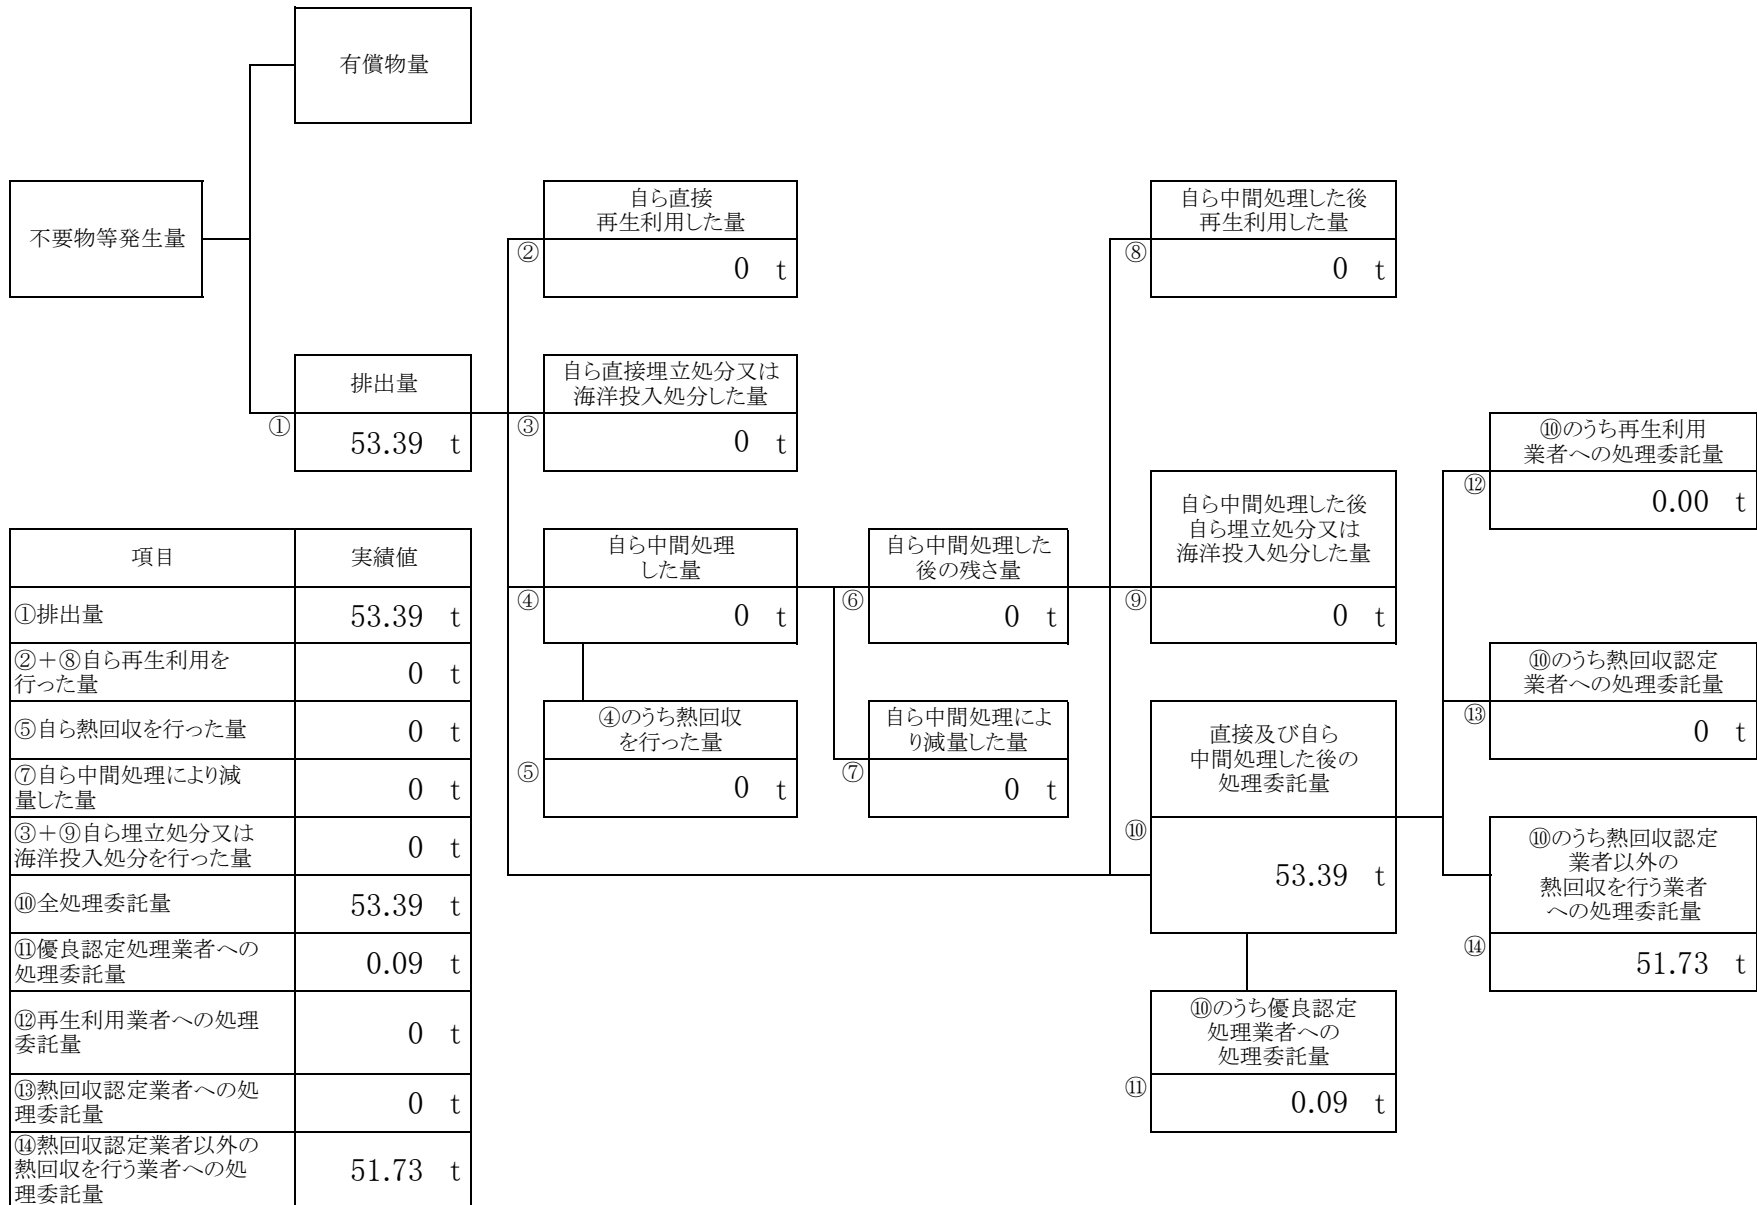 有償物量
不要物等発生量
排出量
①
53.39 t
自ら直接
再生利用した量
②
0 t
自ら直接埋立処分又は
海洋投入処分した量
③
0 t
自ら中間処理
した量
④
0 t
④のうち熱回収
を行った量
⑤
0 t
自ら中間処理した
後の残さ量
⑥
0 t
自ら中間処理によ
り減量した量
⑦
0 t
自ら中間処理した後
再生利用した量
⑧
0 t
自ら中間処理した後
自ら埋立処分又は
海洋投入処分した量
⑨
0 t
直接及び自ら
中間処理した後の
処理委託量
⑩
53.39 t
⑩のうち優良認定
処理業者への
処理委託量
⑪
0.09 t
⑩のうち再生利用
業者への処理委託量
⑫
0.00 t
⑩のうち熱回収認定
業者への処理委託量
⑬
0 t
⑩のうち熱回収認定
業者以外の
熱回収を行う業者
への処理委託量
⑭
51.73 t
項目 実績値
①排出量 53.39 t
②+⑧自ら再生利用を
行った量 0 t
⑤自ら熱回収を行った量 0 t
⑦自ら中間処理により減
量した量 0 t
③+⑨自ら埋立処分又は
海洋投入処分を行った量 0 t
⑩全処理委託量 53.39 t
⑪優良認定処理業者への
処理委託量 0.09 t
⑫再生利用業者への処理
委託量 0 t
⑬熱回収認定業者への処
理委託量 0 t
⑭熱回収認定業者以外の
熱回収を行う業者への処
理委託量 51.73 t